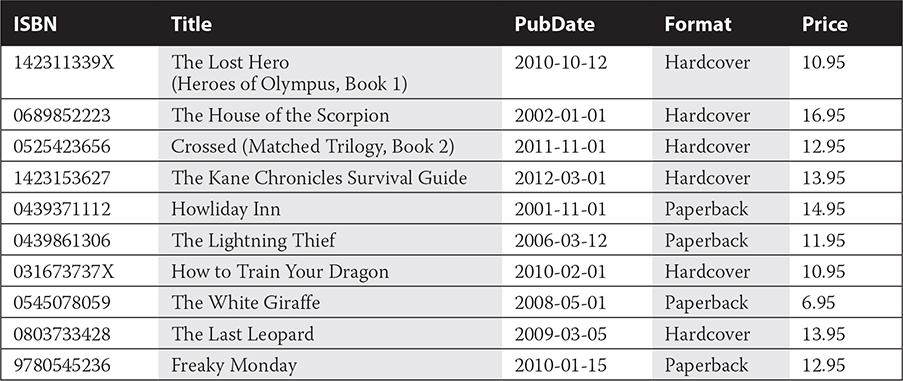 ISBN Title PubDate Format Price
142311339X The Lost Hero 2010-10-12 Hardcover 10.95
(Heroes of Olympus, Book 1)
0689852223 The House of the Scorpion 2002-01-01 Hardcover 16.95
0525423656 Crossed (Matched Trilogy, Book 2) 2011-11-01 Hardcover 12.95
1423153627 The Kane Chronicles Survival Guide 2012-03-01 Hardcover 13.95
0439371112 Howliday Inn 2001-11-01 Paperback 14.95
0439861306 The Lightning Thief 2006-03-12 Paperback 11.95
031673737X How to Train Your Dragon 2010-02-01 Hardcover 10.95
0545078059 The White Giraffe 2008-05-01 Paperback 6.95
0803733428 The Last Leopard 2009-03-05 Hardcover 13.95
9780545236 Freaky Monday 2010-01-15 Paperback 12.95